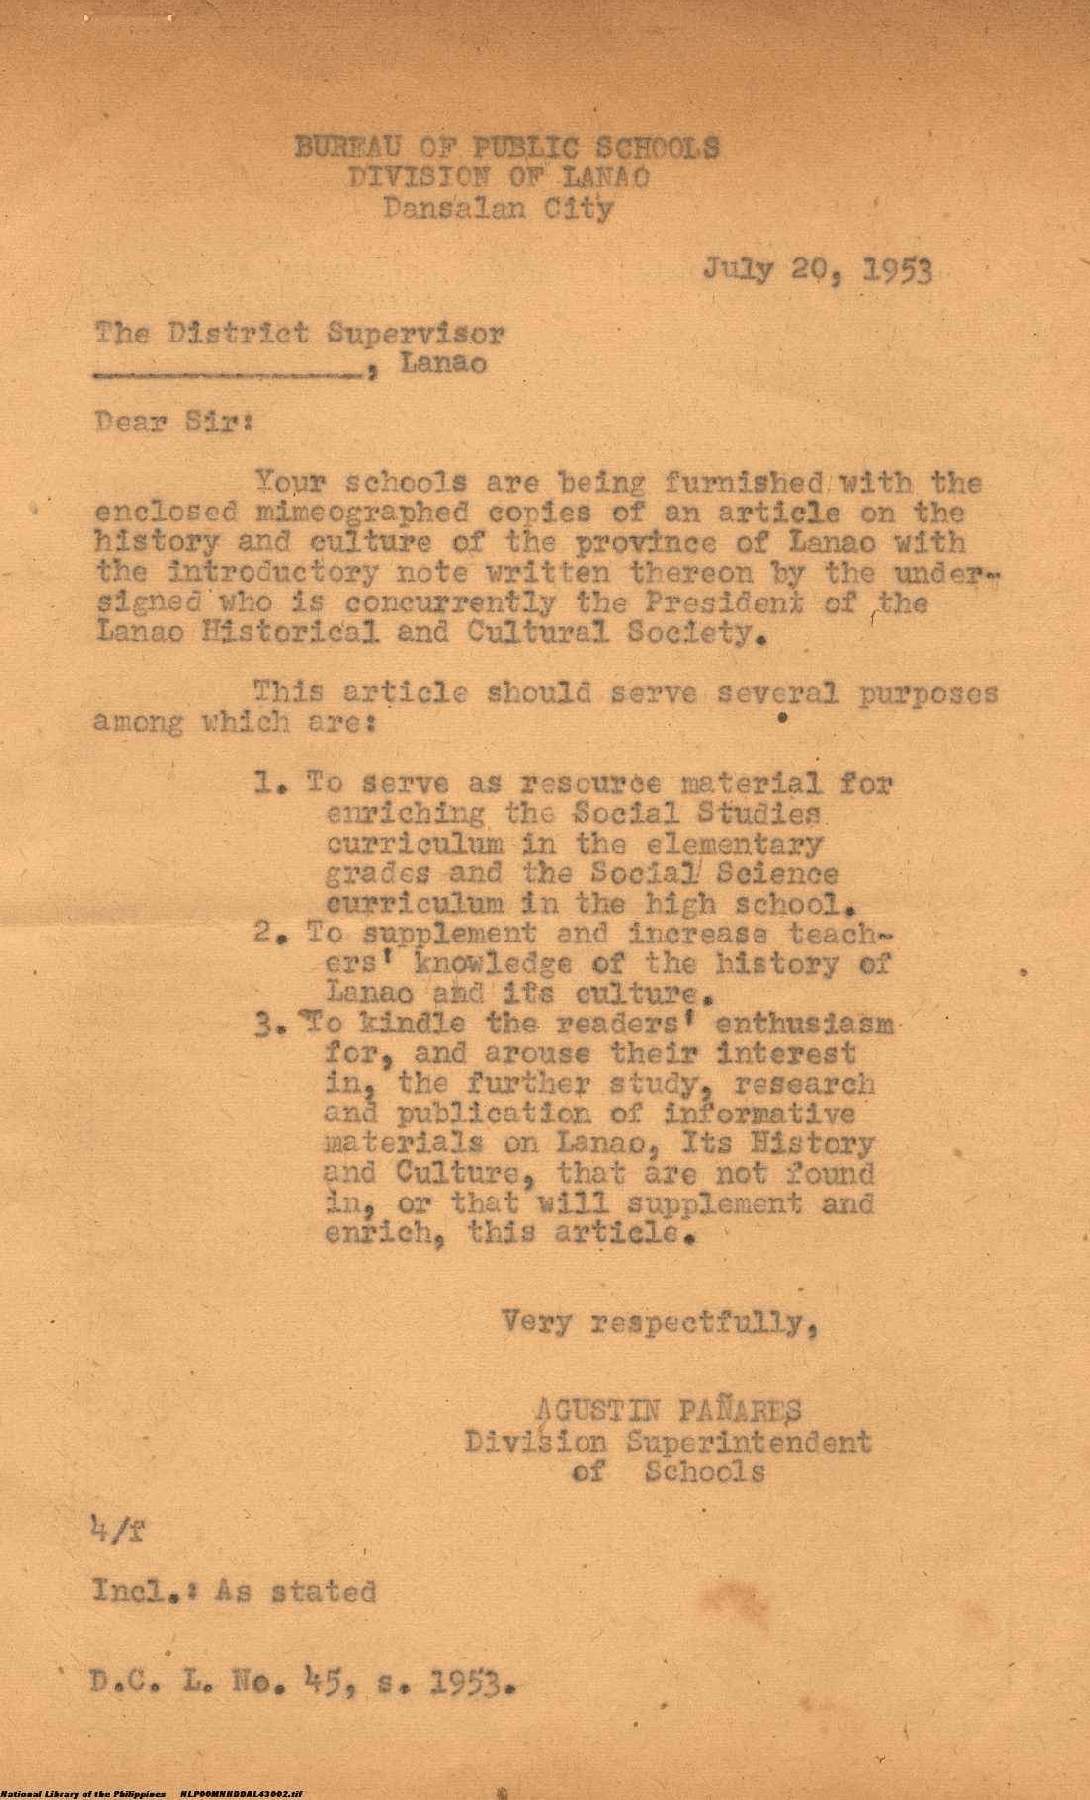 BUREAU OF PUBLIC SCHOOLS
DIVISION OF LANAO
Dansalan City
July 20, 1953
The District Supervisor
_______________, Lanao
Dear Sir:
Your schools are being furnished with the
enclosed mimeographed copies of an article on the
history and culture of the province of Lanao with
the introductory note written thereon by the under-
signed who is concurrently the President of the
Lanao Historical and Cultural Society.
This article should serve several purposes
among which are:
1. To serve as resource material for
enriching the Social Studies
curriculum in the elementary
grades and the Social Science
curriculum in the high school.
2. To supplement and increase teach-
ers' knowledge of the history of
Lanao and its culture.
3. To kindle the readers' enthusiasm
for, and arouse their interest
in, the further study, research
and publication of informative
materials on Lanao, Its History
and Culture, that are not found
in, or that will supplement and
enrich, this article.
Very respectfully,
AGUSTIN PAÑARES
Division Superintendent
of Schools
4/f
Incl.: As stated
D.C. L. No. 45, s. 1953.
National Library of the Philippines NLP00MNHDDAL43002.tif